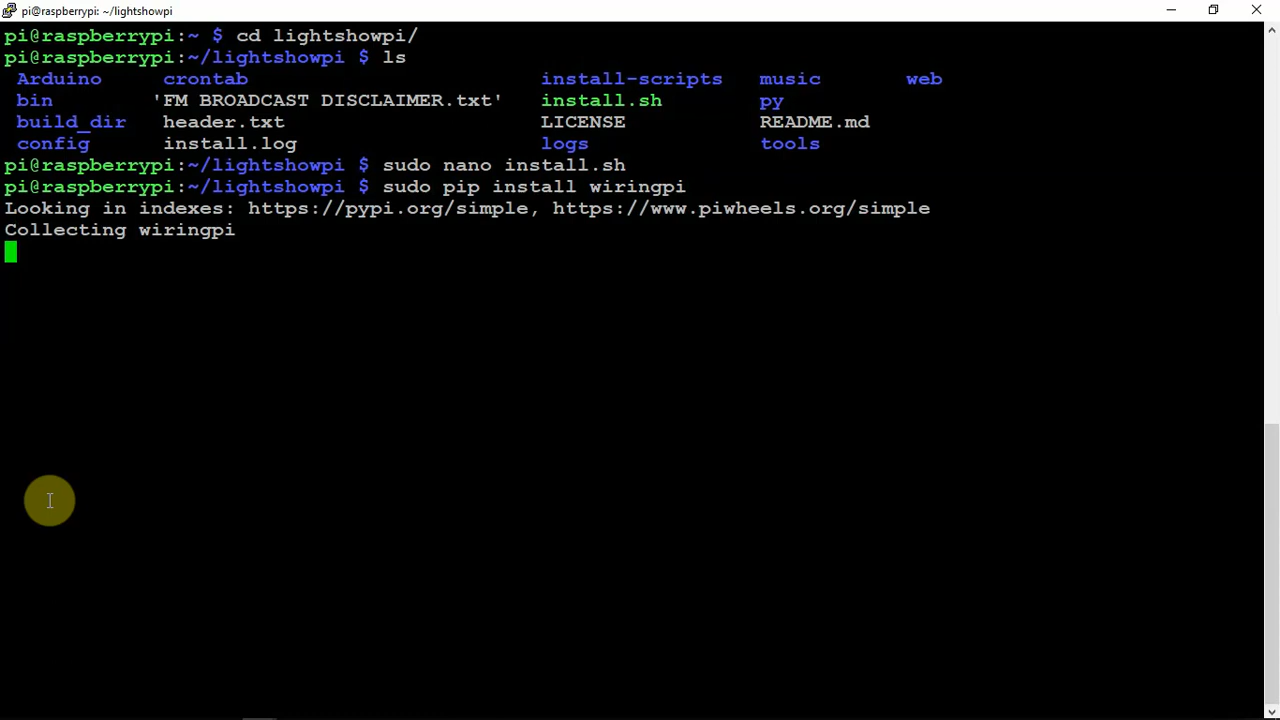 pi@raspberrypi: ~/lightshowpi
pi@raspberrypi:~ $ cd lightshowpi/
pi@raspberrypi:~/lightshowpi $ ls
Arduino crontab install-scripts music web
bin 'FM BROADCAST DISCLAIMER.txt' install.sh py
build_dir header.txt LICENSE README.md
config install.log logs tools
pi@raspberrypi:~/lightshowpi $ sudo nano install.sh
pi@raspberrypi:~/lightshowpi $ sudo pip install wiringpi
Looking in indexes: https://pypi.org/simple, https://www.piwheels.org/simple
Collecting wiringpi